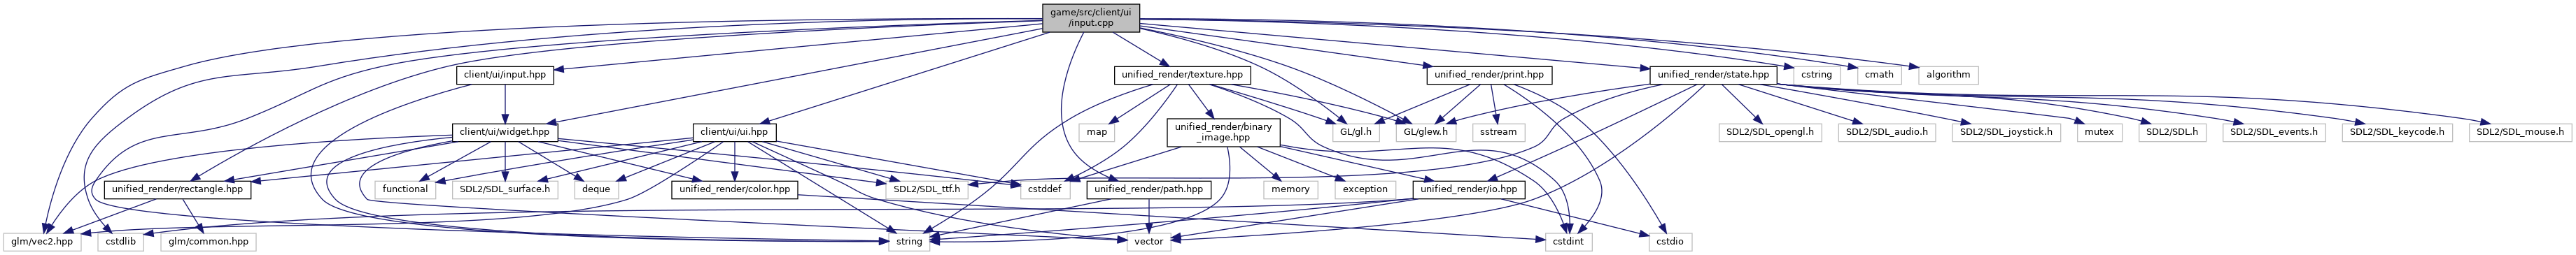 game/src/client/ui
/input.cpp
client/ui/input.hpp
unified_render/texture.hpp
unified_render/print.hpp
unified_render/state.hpp
cstring
cmath
algorithm
client/ui/widget.hpp
client/ui/ui.hpp
map
unified_render/binary
_image.hpp
GL/gl.h
GL/glew.h
sstream
SDL2/SDL_opengl.h
SDL2/SDL_audio.h
SDL2/SDL_joystick.h
mutex
SDL2/SDL.h
SDL2/SDL_events.h
SDL2/SDL_keycode.h
SDL2/SDL_mouse.h
unified_render/rectangle.hpp
functional
SDL2/SDL_surface.h
deque
unified_render/color.hpp
SDL2/SDL_ttf.h
cstddef
unified_render/path.hpp
memory
exception
unified_render/io.hpp
glm/vec2.hpp
cstdlib
glm/common.hpp
string
vector
cstdint
cstdio